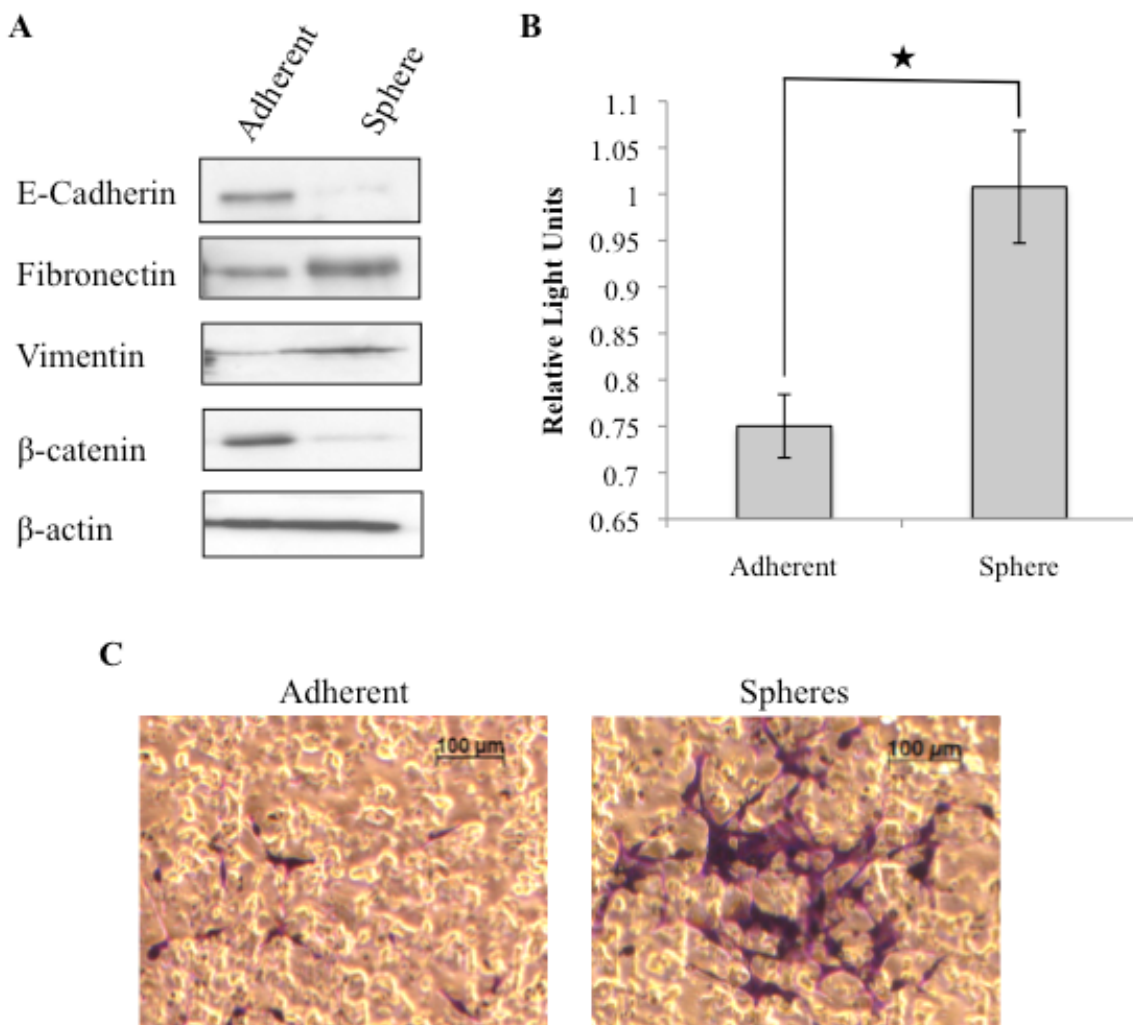 A
Adherent
Sphere
E-Cadherin
Fibronectin
Vimentin
β-catenin
β-actin
B
★
Relative Light Units
1.1
1.05
1
0.95
0.9
0.85
0.8
0.75
0.7
0.65
Adherent
Sphere
C
Adherent
Spheres
100 µm
100 µm